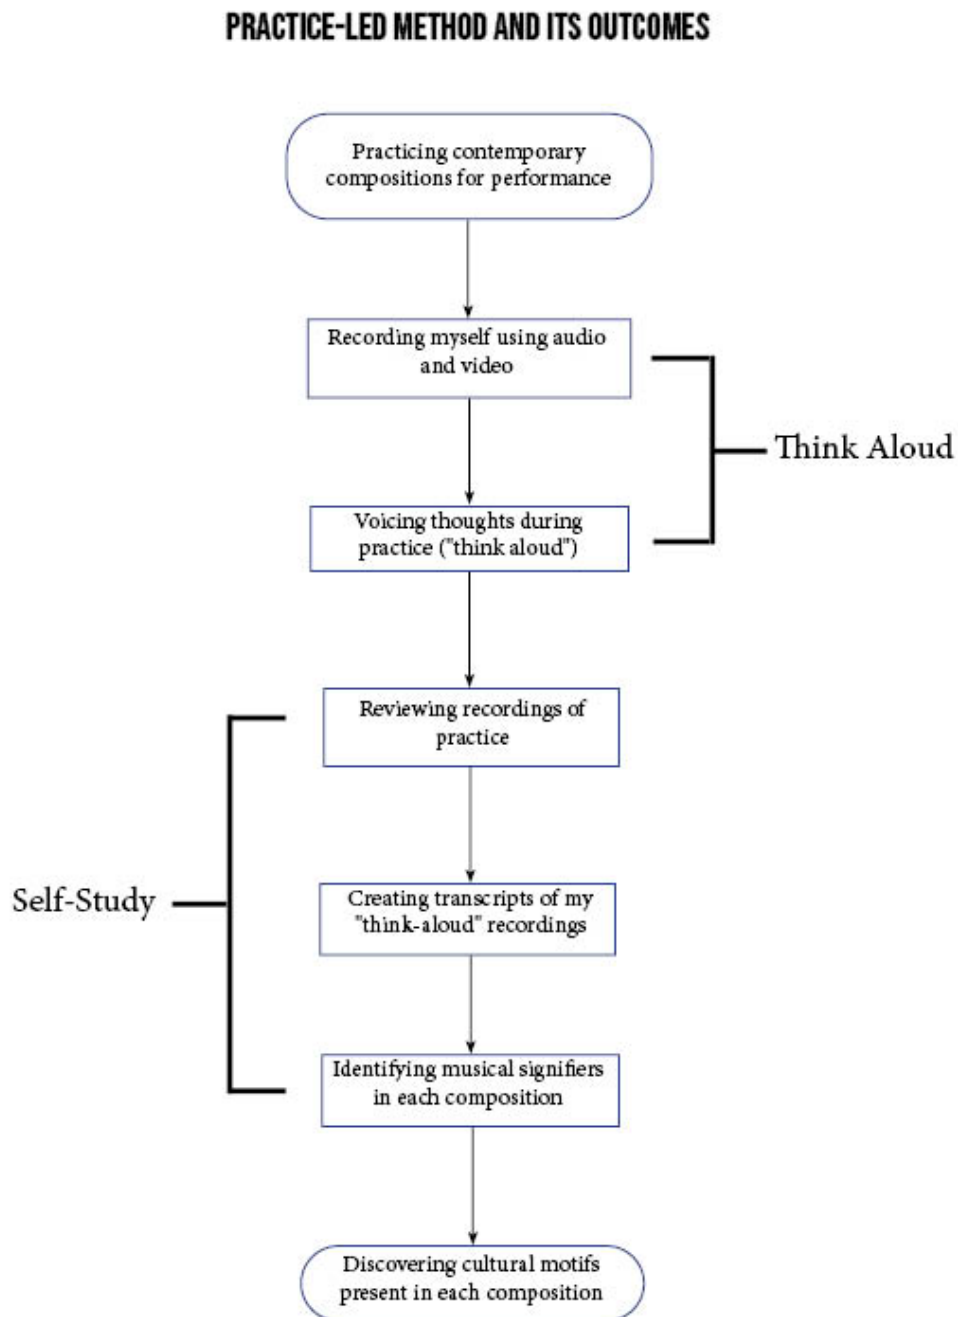 PRACTICE-LED METHOD AND ITS OUTCOMES
Practicing contemporary
compositions for performance
Recording myself using audio
and video
Think Aloud
Voicing thoughts during
practice ("think aloud")
Reviewing recordings of
practice
Self-Study
Creating transcripts of my
"think-aloud" recordings
Identifying musical signifiers
in each composition
Discovering cultural motifs
present in each composition